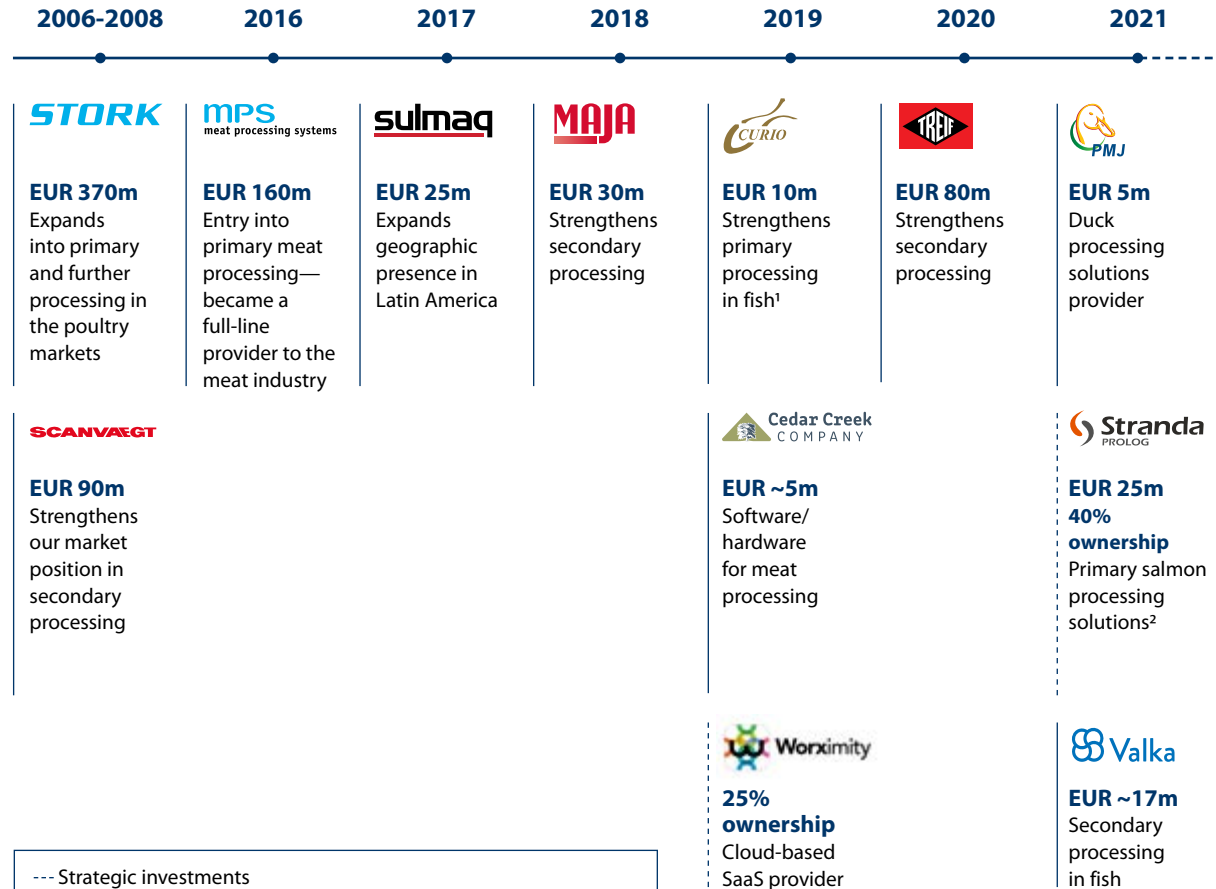 2006-2008
2016
2017
2018
2019
2020
2021
STORK
EUR 370m
Expands
into primary
and further
processing in
the poultry
markets
MPS
meat processing systems
EUR 160m
Entry into
primary meat
processing—
became a
full-line
provider to the
meat industry
sulmaq
EUR 25m
Expands
geographic
presence in
Latin America
MAJA
EUR 30m
Strengthens
secondary
processing
CURIO
EUR 10m
Strengthens
primary
processing
in fish¹
TREIF
EUR 80m
Strengthens
secondary
processing
PMJ
EUR 5m
Duck
processing
solutions
provider
SCANVAEGT
EUR 90m
Strengthens
our market
position in
secondary
processing
Cedar Creek
COMPANY
EUR ~5m
Software/
hardware
for meat
processing
Stranda
PROLOG
EUR 25m
40%
ownership
Primary salmon
processing
solutions²
Worximity
25%
ownership
Cloud-based
SaaS provider
Valka
EUR ~17m
Secondary
processing
in fish
--- Strategic investments